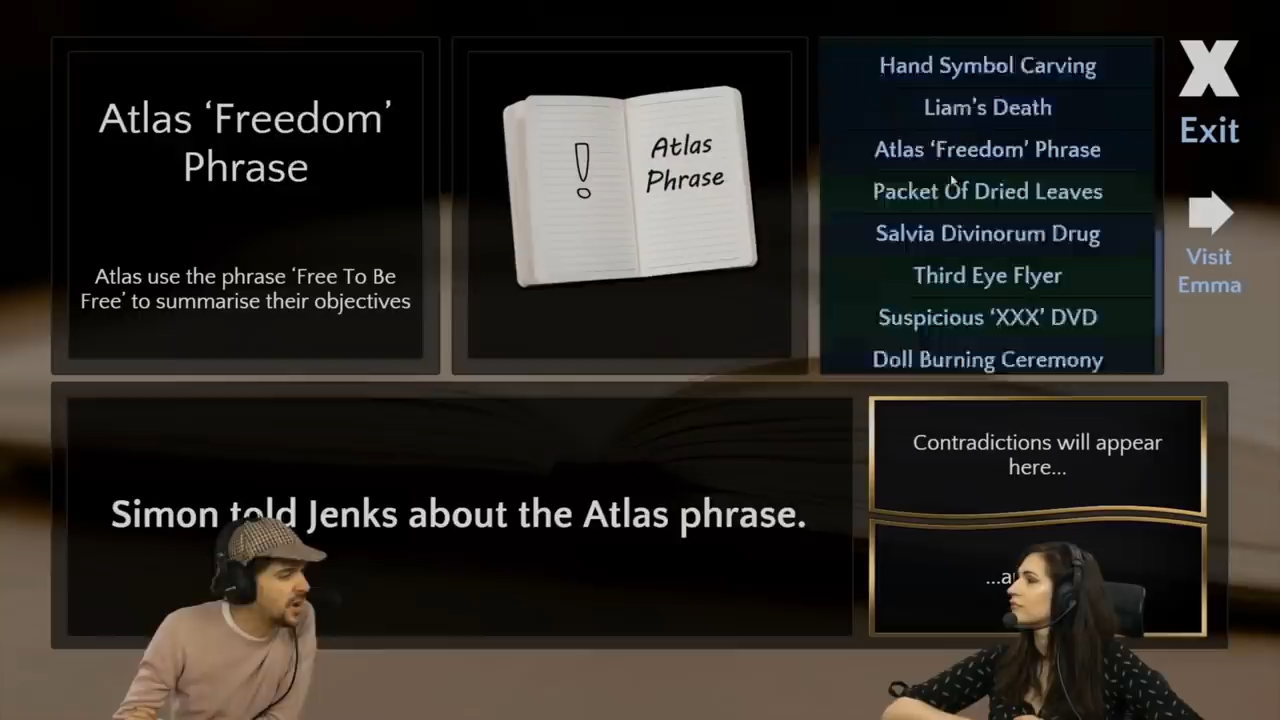 Atlas ‘Freedom’
Phrase
Atlas use the phrase ‘Free To Be
Free’ to summarise their objectives
!
Atlas
Phrase
Hand Symbol Carving
Liam's Death
Atlas ‘Freedom’ Phrase
Packet Of Dried Leaves
Salvia Divinorum Drug
Third Eye Flyer
Suspicious ‘XXX’ DVD
Doll Burning Ceremony
X
Exit
Visit
Emma
Simon told Jenks about the Atlas phrase.
Contradictions will appear
here...